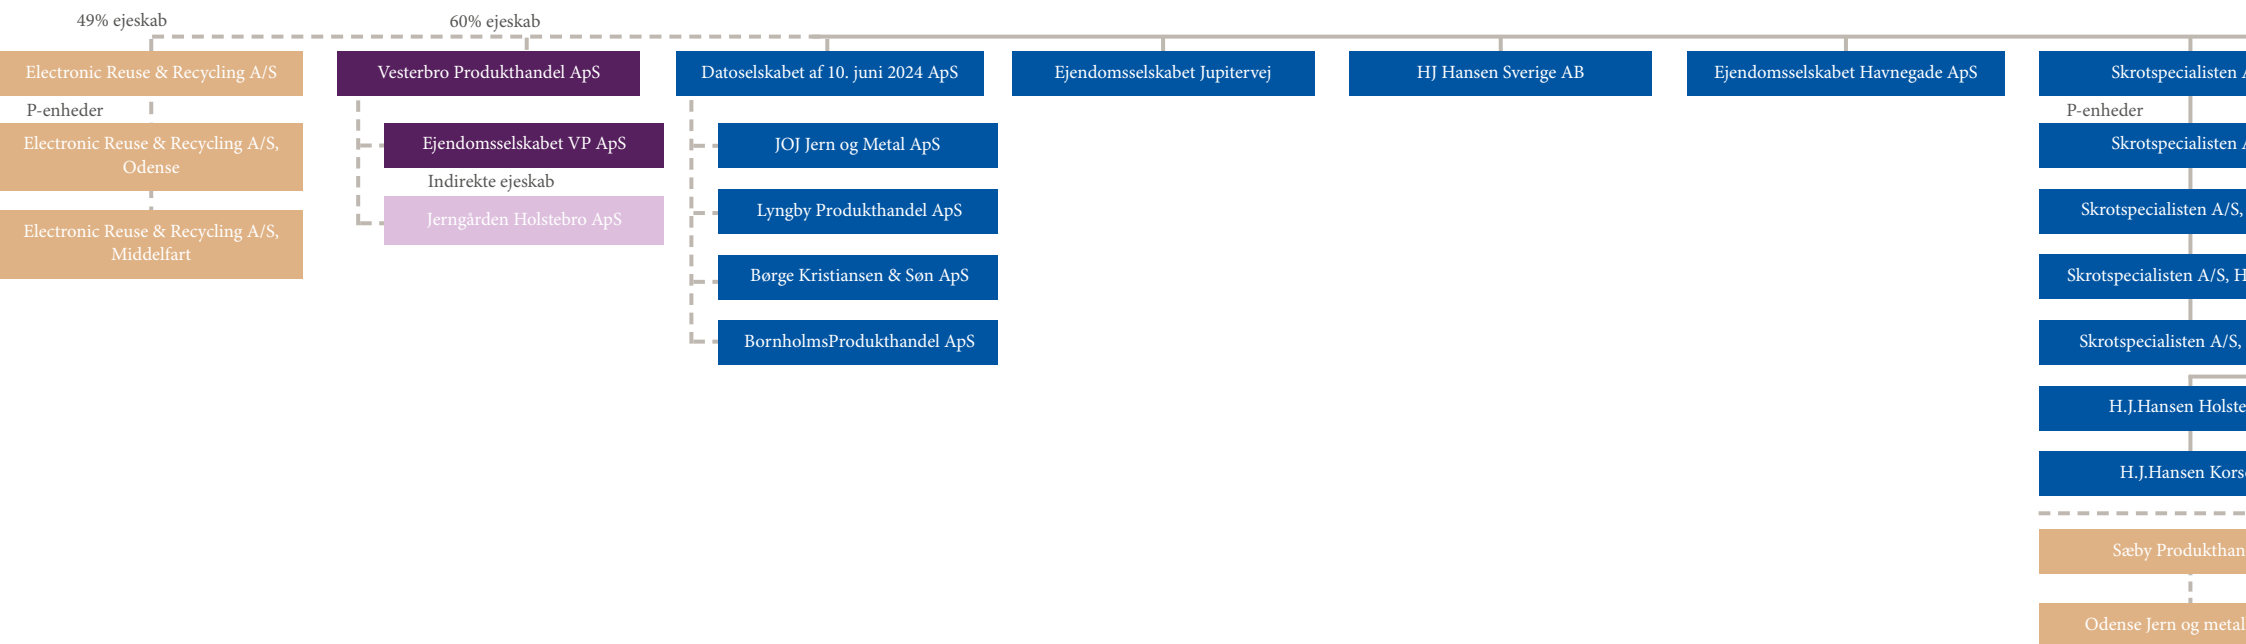 49% ejeskab
60% ejeskab
Electronic Reuse & Recycling A/S
P-enheder
Electronic Reuse & Recycling A/S,
Odense
Electronic Reuse & Recycling A/S,
Middelfart
Vesterbro Produkthandel ApS
Ejendomsselskabet VP ApS
Indirekte ejeskab
Jerngården Holstebro ApS
Datoselskabet af 10. juni 2024 ApS
JOJ Jern og Metal ApS
Lyngby Produkthandel ApS
Børge Kristiansen & Søn ApS
BornholmsProdukthandel ApS
Ejendomsselskabet Jupitervej
HJ Hansen Sverige AB
Ejendomsselskabet Havnegade ApS
Skrotspecialisten
P-enheder
Skrotspecialisten
Skrotspecialisten A/S,
Skrotspecialisten A/S, H
Skrotspecialisten A/S,
H.J.Hansen Holste
H.J.Hansen Kors
Sæby Produkthan
Odense Jern og metal